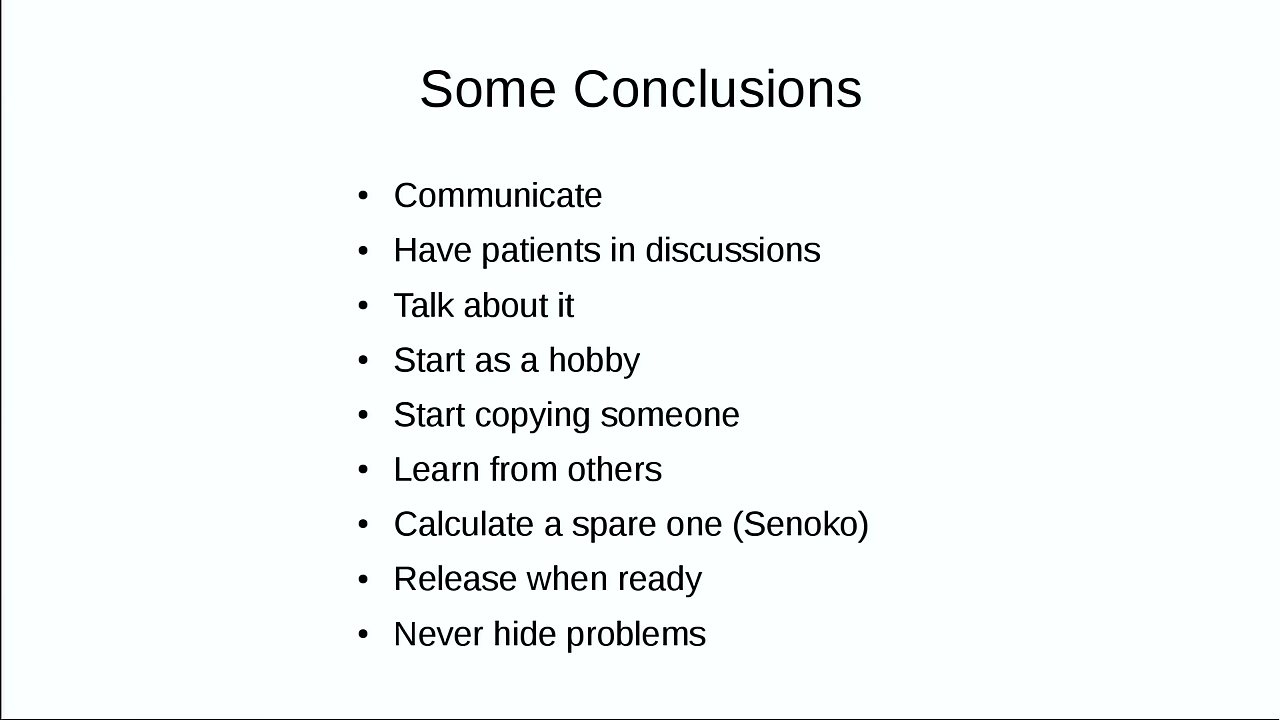 Some Conclusions
• Communicate
• Have patients in discussions
• Talk about it
• Start as a hobby
• Start copying someone
• Learn from others
• Calculate a spare one (Senoko)
• Release when ready
• Never hide problems